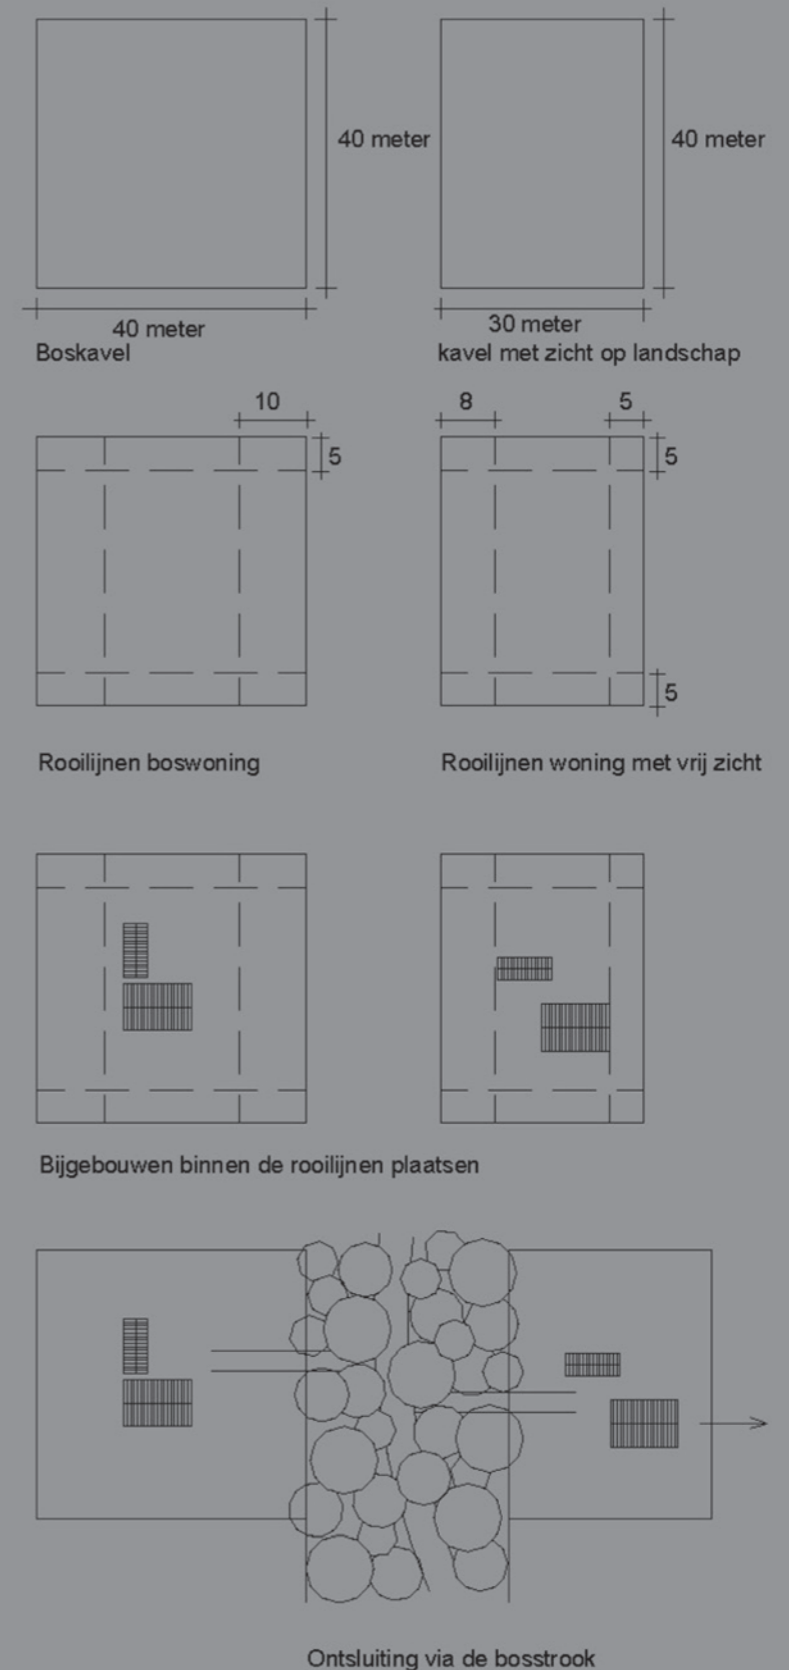 40 meter
40 meter
40 meter
30 meter
Boskavel
kavel met zicht op landschap
10
8
5
5
5
5
Rooilijnen boswoning
Rooilijnen woning met vrij zicht
Bijgebouwen binnen de rooilijnen plaatsen
Ontsluiting via de bosstrook